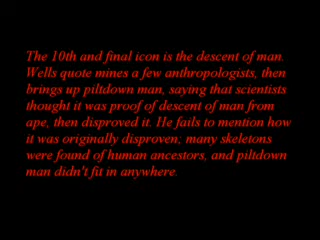 The 10th and final icon is the descent of man.
Wells quote mines a few anthropologists, then
brings up piltdown man, saying that scientists
thought it was proof of descent of man from
ape, then disproved it. He fails to mention how
it was originally disproven; many skeletons
were found of human ancestors, and piltdown
man didn't fit in anywhere.